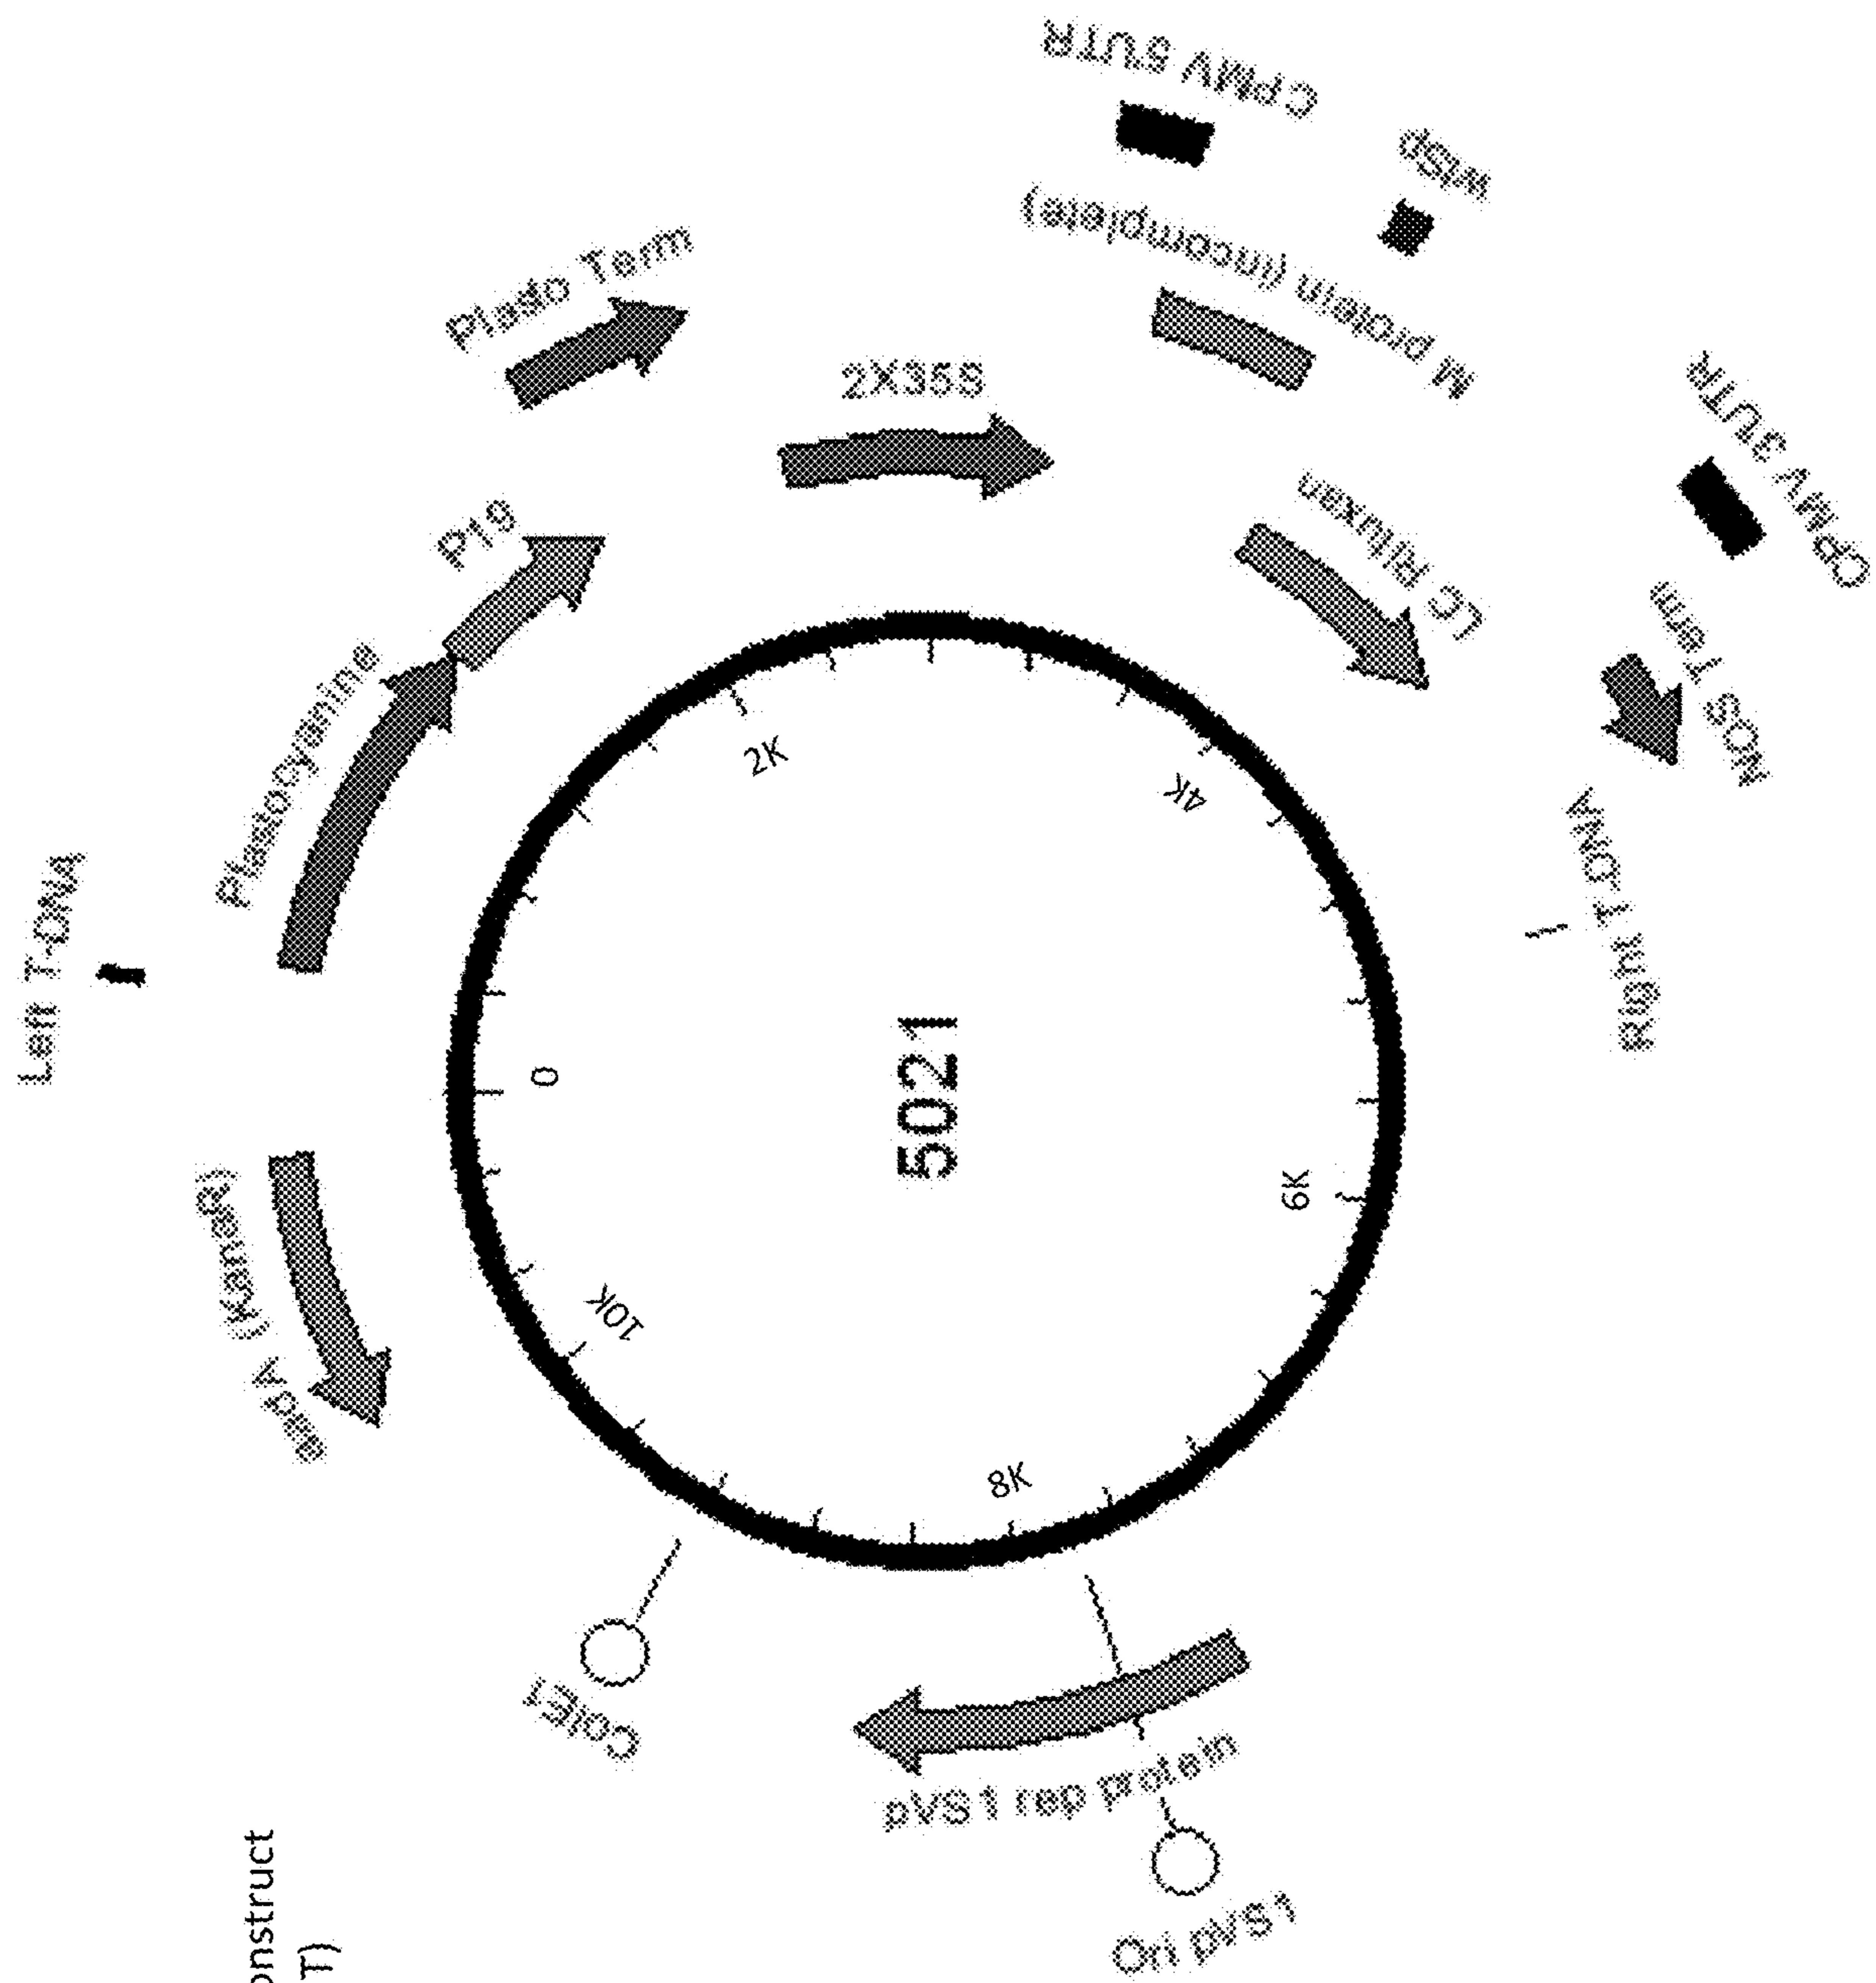 onstruct
T)
Left T-DNA
Plastocyanine
P19
Plasto Term
2X35S
CPMV 5'UTR
M protein (incomplete)
wtSp
LC Rituxan
CPMV 3'UTR
NOS Term
Right T-DNA
Ori pVS1
pVS1 rep protein
ColE1
aadA (KanaR)
0
2K
4K
6K
8K
10K
5021